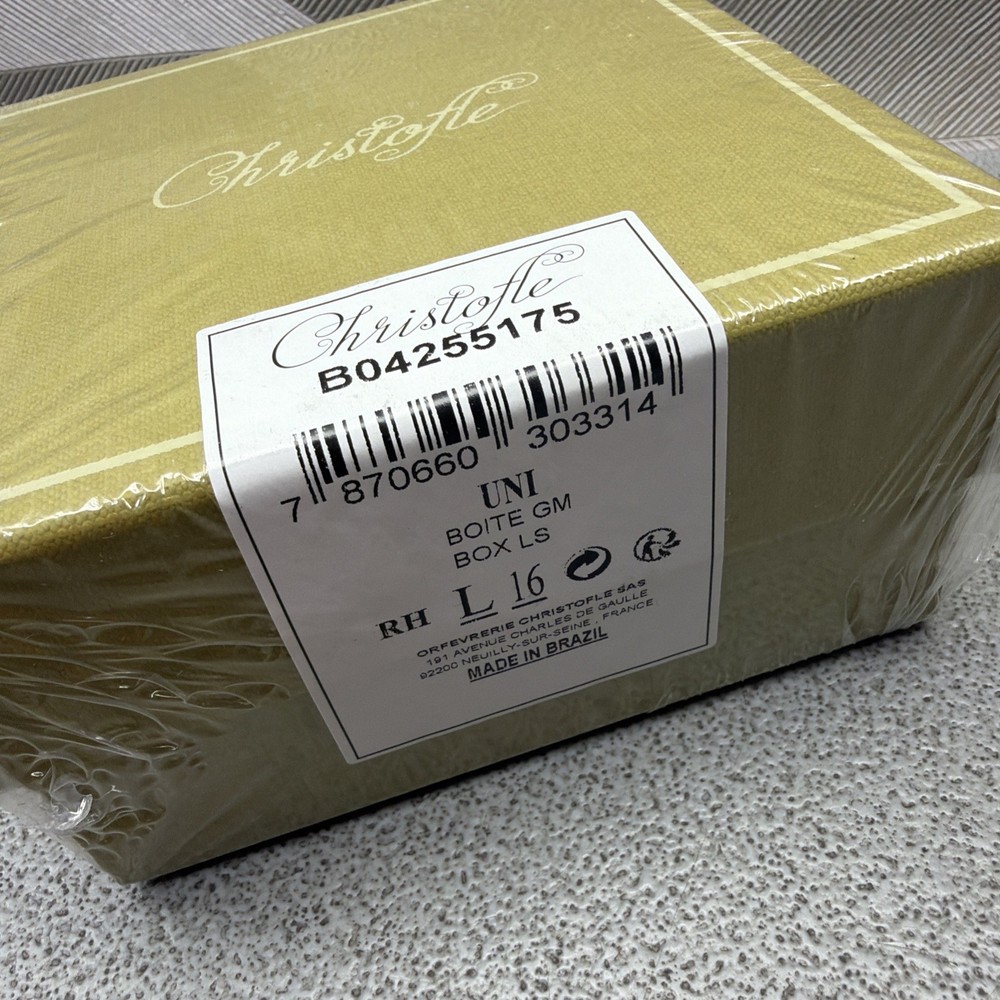 Christofle
Christofle
B04255175
7 870660 303314
UNI
BOITE GM
BOX LS
RH L 16
ORFEVRERIE CHRISTOFLE SAS
191 AVENUE CHARLES DE GAULLE
92200 NEUILLY-SUR-SEINE, FRANCE
MADE IN BRAZIL